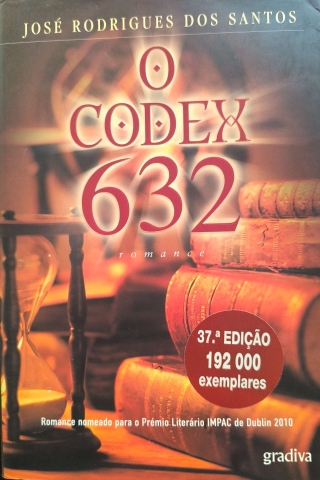 JOSÉ RODRIGUES DOS SANTOS
O
CODEX
632
romance
37.ª EDIÇÃO
192 000
exemplares
Romance nomeado para o Prémio Literário IMPAC de Dublin 2010
gradiva